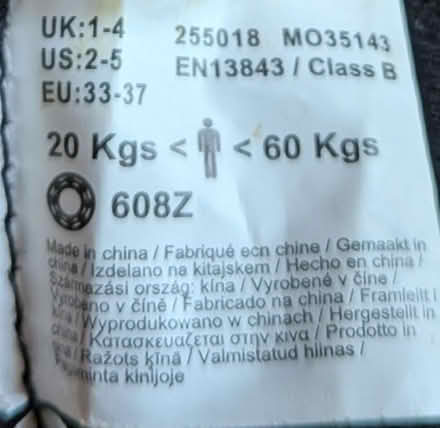 UK:1-4 255018 MO35143
US:2-5 EN13843 / Class B
EU:33-37
20 Kgs < < 60 Kgs
608Z
Made in china / Fabriqué ecn chine / Gemaakt in
china / Izdelano na kitajskem / Hecho en china /
Származási ország: kína / Vyrobené v číne /
Vyrobeno v číně / Fabricado na china / Framleitt í
kína / Wyprodukowano w chinach / Hergestellt in
china / Κατασκευαζεται στην κινα / Prodotto in
/ Ražots ķīnā / Valmistatud hiinas /
Pagaminta kinijoje